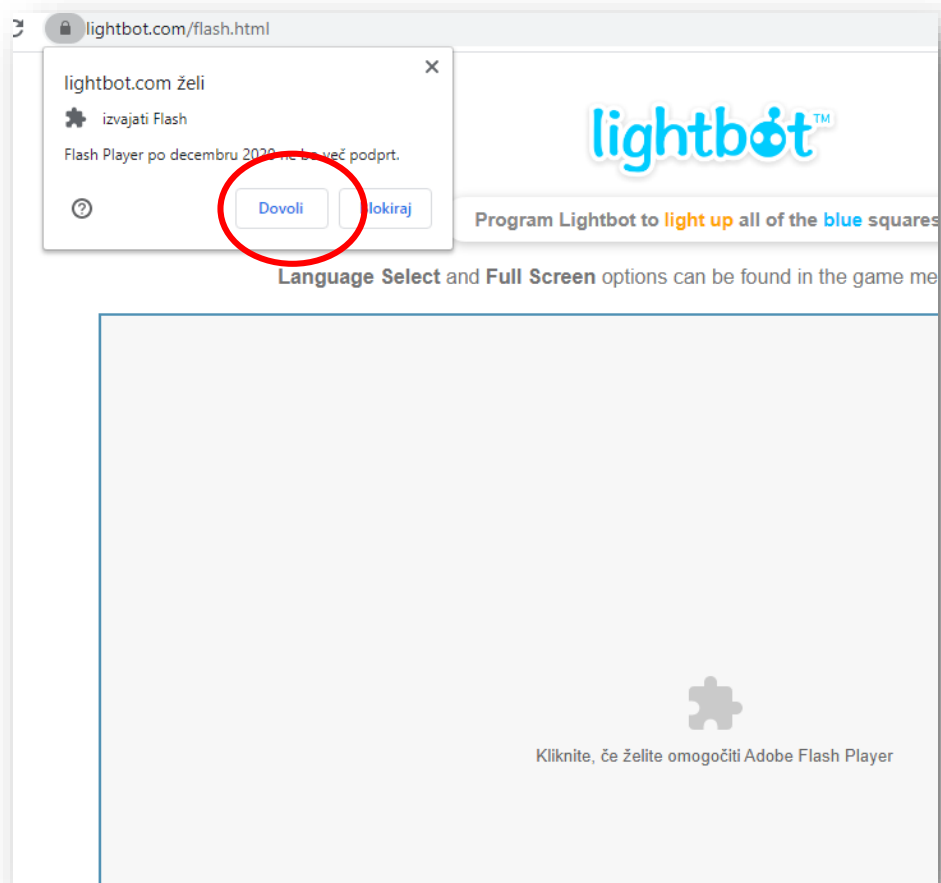 lightbot.com/flash.html
lightbot.com želi
izvajati Flash
Flash Player po decembru 2020 ne bo več podprt.
Dovoli
Blokiraj
lightbot™
Program Lightbot to light up all of the blue squares
Language Select and Full Screen options can be found in the game me
Kliknite, če želite omogočiti Adobe Flash Player